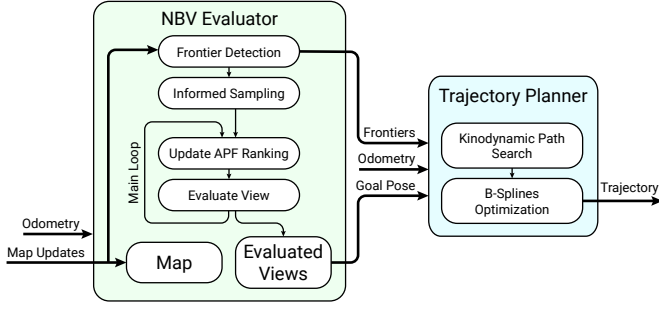 NBV Evaluator
Frontier Detection
Informed Sampling
Main Loop
Update APF Ranking
Evaluate View
Odometry
Map Updates
Map
Evaluated
Views
Frontiers
Odometry
Goal Pose
Trajectory Planner
Kinodynamic Path
Search
B-Splines
Optimization
Trajectory